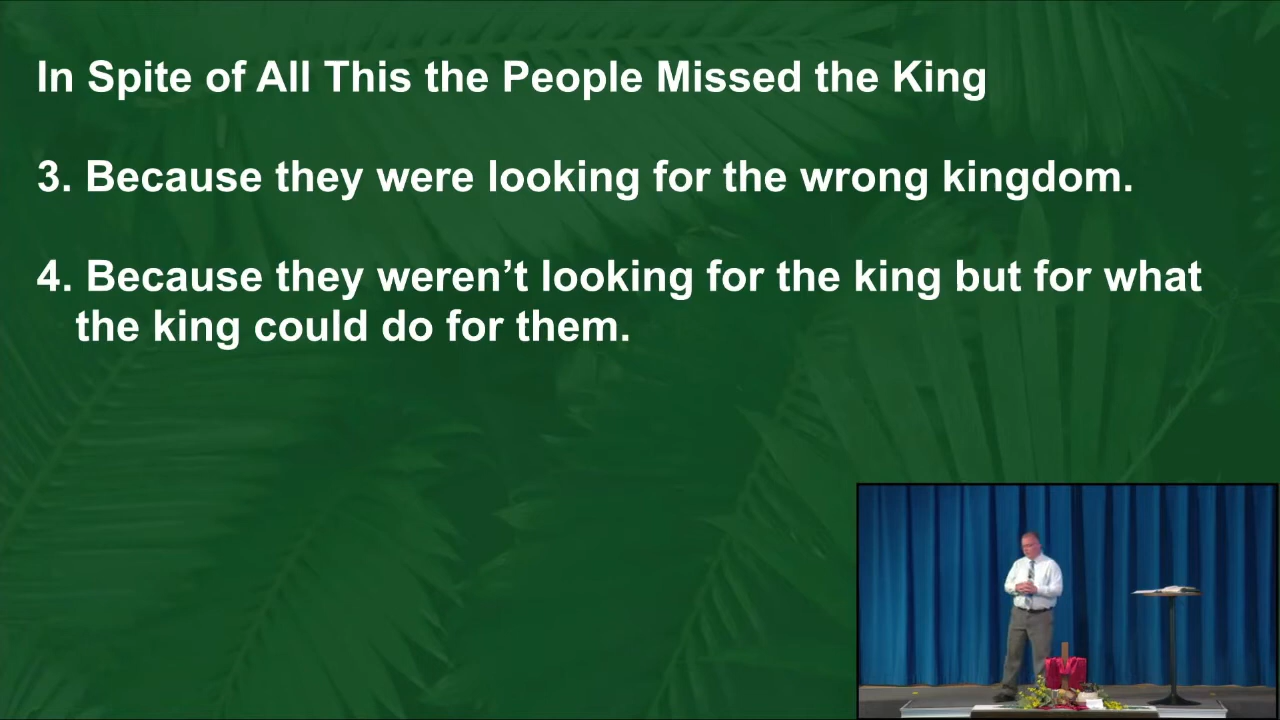 In Spite of All This the People Missed the King
3. Because they were looking for the wrong kingdom.
4. Because they weren’t looking for the king but for what
the king could do for them.